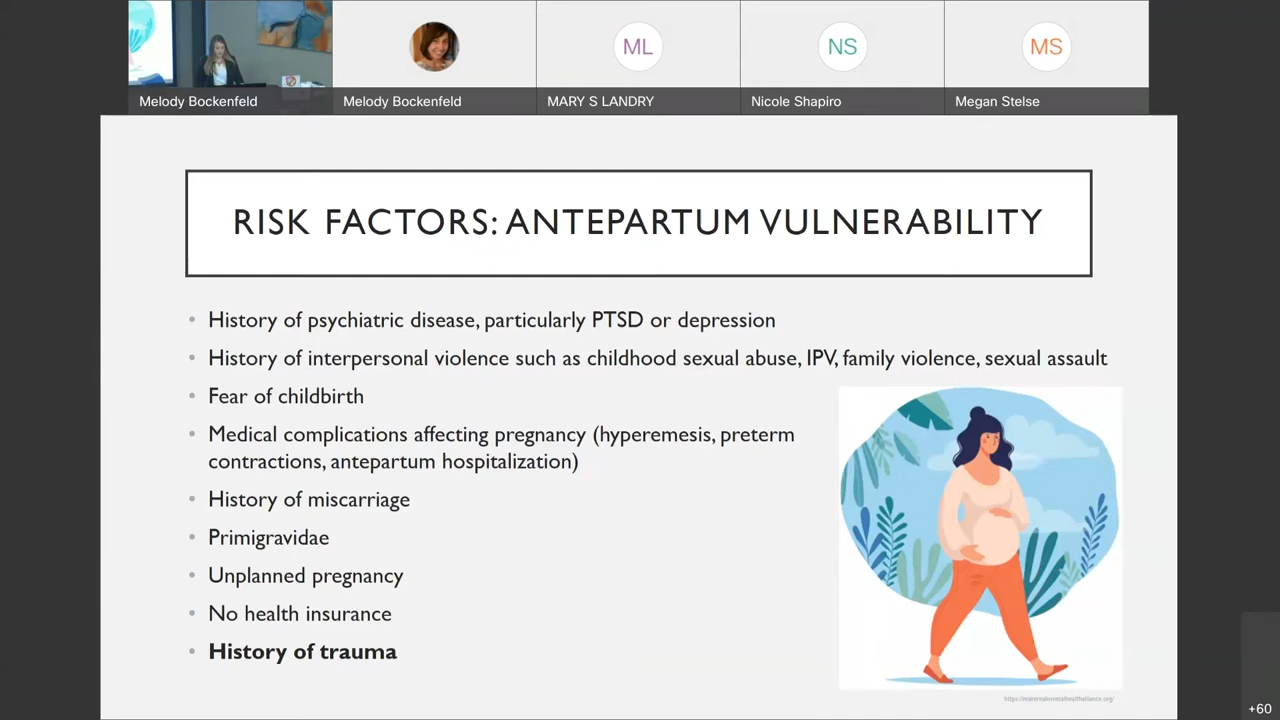 Melody Bockenfeld
Melody Bockenfeld
ML
MARY S LANDRY
NS
Nicole Shapiro
MS
Megan Stelse
RISK FACTORS: ANTEPARTUM VULNERABILITY
• History of psychiatric disease, particularly PTSD or depression
• History of interpersonal violence such as childhood sexual abuse, IPV, family violence, sexual assault
• Fear of childbirth
• Medical complications affecting pregnancy (hyperemesis, preterm
contractions, antepartum hospitalization)
• History of miscarriage
• Primigravidae
• Unplanned pregnancy
• No health insurance
• History of trauma
+60